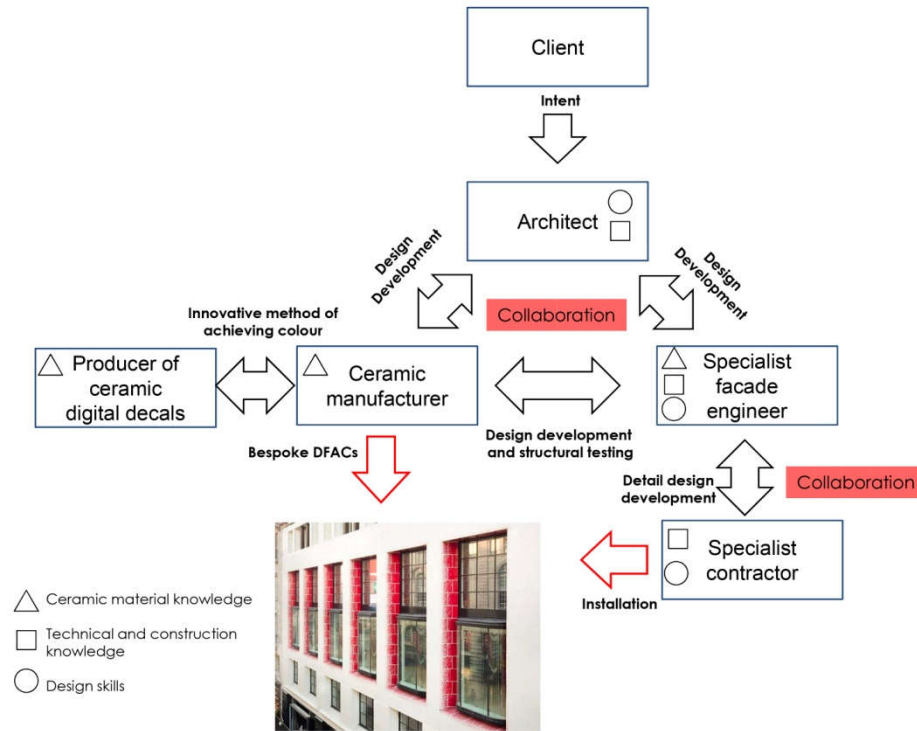 Client
Intent
Architect
Design
Development
Design
Development
Collaboration
Innovative method of
achieving colour
Producer of
ceramic
digital decals
Ceramic
manufacturer
Specialist
facade
engineer
Bespoke DFACs
Design development
and structural testing
Detail design
development
Collaboration
Specialist
contractor
Installation
Ceramic material knowledge
Technical and construction
knowledge
Design skills